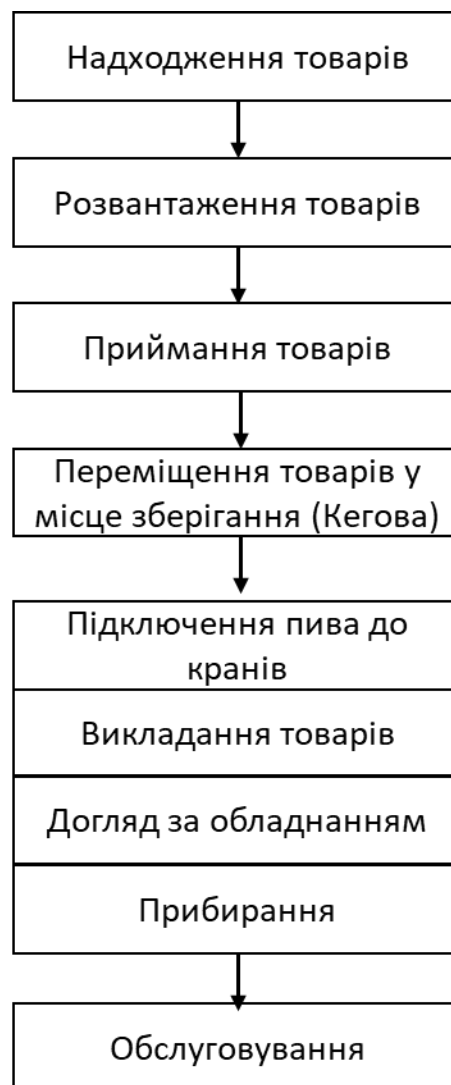 Надходження товарів
Розвантаження товарів
Приймання товарів
Переміщення товарів у
місце зберігання (Кегова)
Підключення пива до
кранів
Викладання товарів
Догляд за обладнанням
Прибирання
Обслуговування